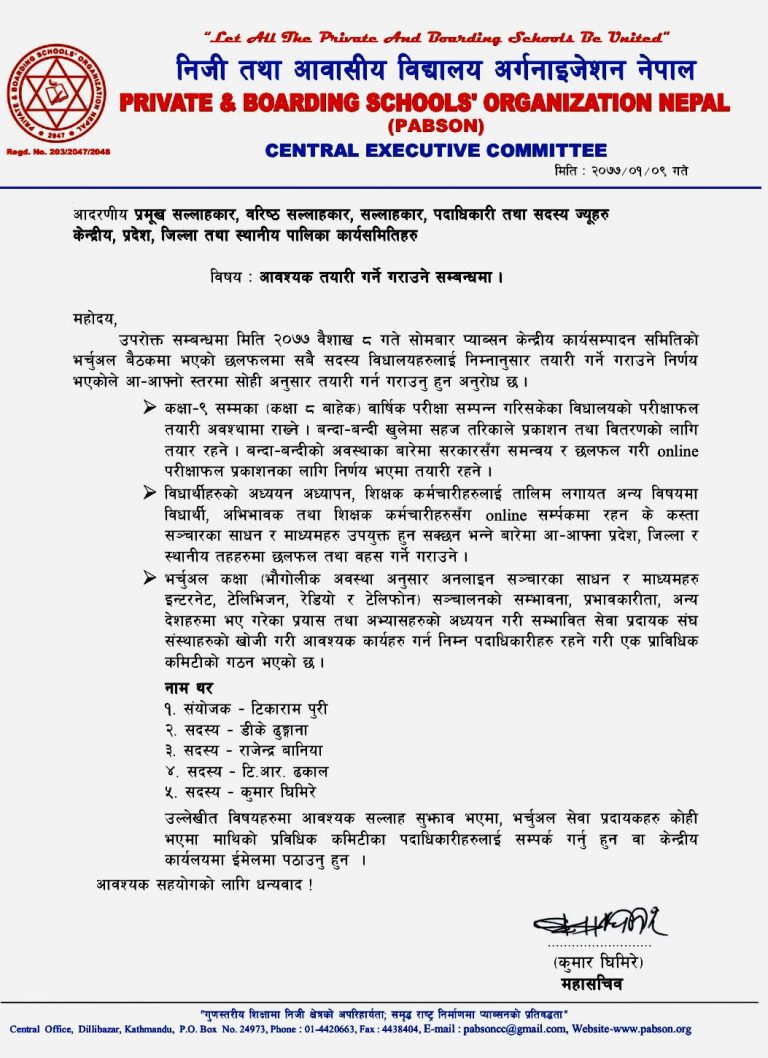 "Let All The Private And Boarding Schools Be United"
निजी तथा आवासीय विद्यालय अर्गनाइजेशन नेपाल
PRIVATE & BOARDING SCHOOLS' ORGANIZATION NEPAL
(PABSON)
CENTRAL EXECUTIVE COMMITTEE
PRIVATE & BOARDING SCHOOLS' ORGANIZATION NEPAL
2047
Regd. No. 203/2047/2048
मिति : २०७७/०१/०९ गते
आदरणीय प्रमूख सल्लाहकार, वरिष्ठ सल्लाहकार, सल्लाहकार, पदाधिकारी तथा सदस्य ज्यूहरु
केन्द्रीय, प्रदेश, जिल्ला तथा स्थानीय पालिका कार्यसमितिहरु
विषय : आवश्यक तयारी गर्ने गराउने सम्बन्धमा ।
महोदय,
उपरोक्त सम्बन्धमा मिति २०७७ वैशाख ८ गते सोमबार प्याब्सन केन्द्रीय कार्यसम्पादन समितिको
भर्चुअल बैठकमा भएको छलफलमा सबै सदस्य विधालयहरुलाई निम्नानुसार तयारी गर्ने गराउने निर्णय
भएकोले आ-आफ्नो स्तरमा सोही अनुसार तयारी गर्न गराउनु हुन अनुरोध छ ।
➢ कक्षा-९ सम्मका (कक्षा ८ बाहेक) वार्षिक परीक्षा सम्पन्न गरिसकेका विधालयको परीक्षाफल
तयारी अवश्थामा राख्ने । बन्दा-बन्दी खुलेमा सहज तरिकाले प्रकाशन तथा वितरणको लागि
तयार रहने । बन्दा-बन्दीको अवस्थाका बारेमा सरकारसँग समन्वय र छलफल गरी online
परीक्षाफल प्रकाशनका लागि निर्णय भएमा तयारी रहने ।
➢ विधार्थीहरुको अध्ययन अध्यापन, शिक्षक कर्मचारीहरुलाई तालिम लगायत अन्य विषयमा
विधार्थी, अभिभावक तथा शिक्षक कर्मचारीहरुसँग online सर्म्पकमा रहन के कस्ता
सञ्चारका साधन र माध्यमहरु उपयुक्त हुन सक्छन भन्ने बारेमा आ-आफ्ना प्रदेश, जिल्ला र
स्थानीय तहहरुमा छलफल तथा वहस गर्ने गराउने ।
➢ भर्चुअल कक्षा (भौगोलीक अवस्था अनुसार अनलाइन सञ्चारका साधन र माध्यमहरु
इन्टरनेट, टेलिभिजन, रेडियो र टेलिफोन) सञ्चालनको सम्भावना, प्रभावकारीता, अन्य
देशहरुमा भए गरेका प्रयास तथा अभ्यासहरुको अध्ययन गरी सम्भावित सेवा प्रदायक संघ
संस्थाहरुको खोजी गरी आवश्यक कार्यहरु गर्न निम्न पदाधिकारीहरु रहने गरी एक प्राविधिक
कमिटीको गठन भएको छ ।
नाम थर
१. संयोजक - टिकाराम पुरी
२. सदस्य - डीके ढुङ्गाना
३. सदस्य - राजेन्द्र बानिया
४. सदस्य - टि.आर. ढकाल
५. सदस्य - कुमार घिमिरे
उल्लेखीत विषयहरुमा आवश्यक सल्लाह सुझाव भएमा, भर्चुअल सेवा प्रदायकहरु कोही
भएमा माथिको प्रविधिक कमिटीका पदाधिकारीहरुलाई सम्पर्क गर्नु हुन वा केन्द्रीय
कार्यलयमा ईमेलमा पठाउनु हुन ।
आवश्यक सहयोगको लागि धन्यवाद !
(कुमार घिमिरे)
महासचिव
"गुणस्तरीय शिक्षामा निजी क्षेत्रको अपरिहार्यता; समृद्ध राष्ट्र निर्माणमा प्याब्सनको प्रतिवद्धता"
Central Office, Dillibazar, Kathmandu, P.O. Box No. 24973, Phone : 01-4420663, Fax : 4438404, E-mail : pabsoncc@gmail.com, Website-www.pabson.org